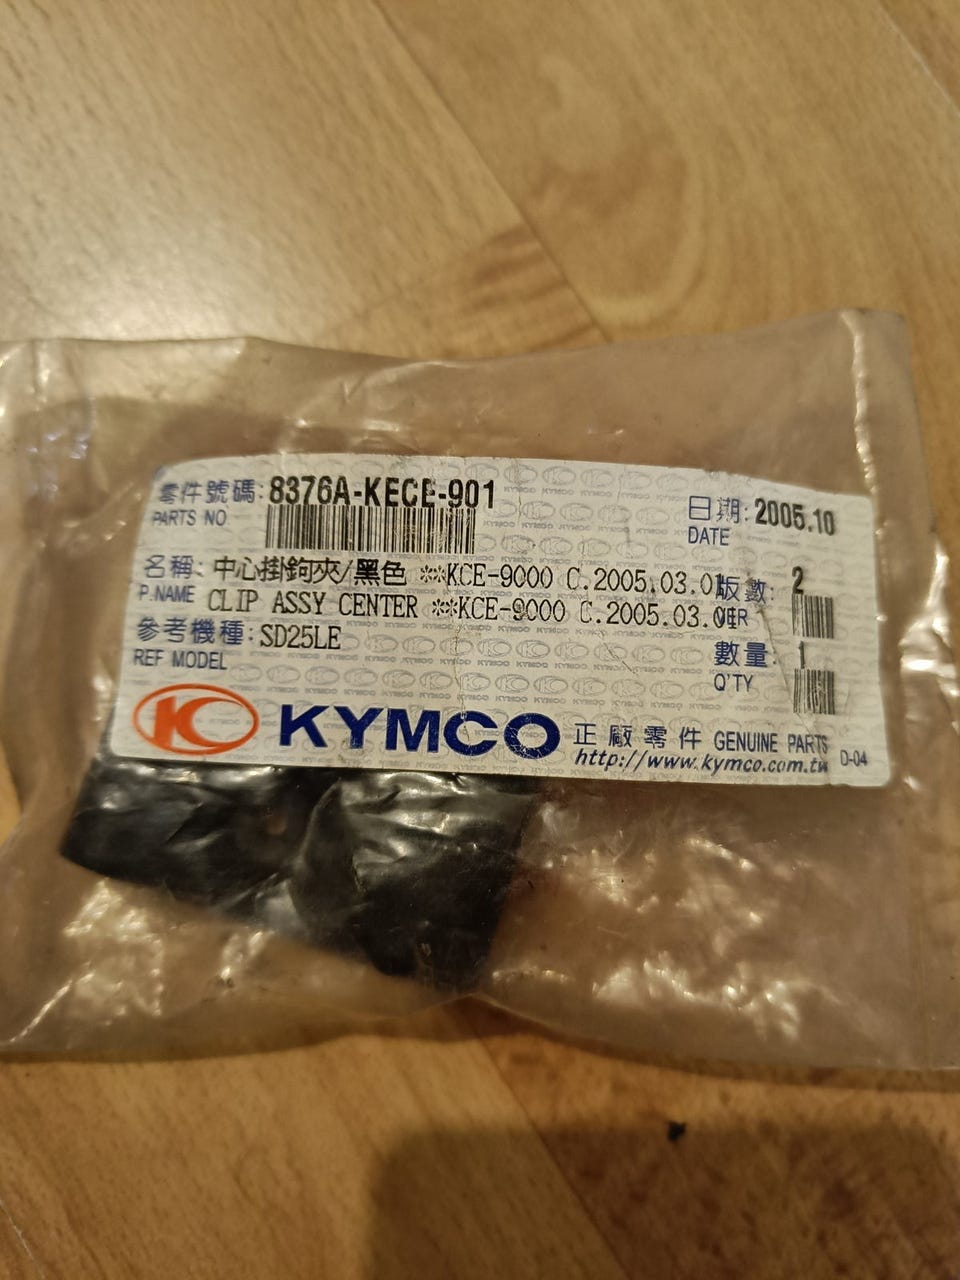 零件號碼: 8376A-KECE-901
PARTS NO
日期: 2005.10
DATE
名稱: 中心掛鉤夾/黑色 **KCE-9000 C.2005.03.01
P.NAME CLIP ASSY CENTER **KCE-9000 C.2005.03.0
版數: 2
VER
參考機種: SD25LE
REF MODEL
數量: 1
Q'TY
KYMCO 正廠零件 GENUINE PARTS
http://www.kymco.com.tw D-04